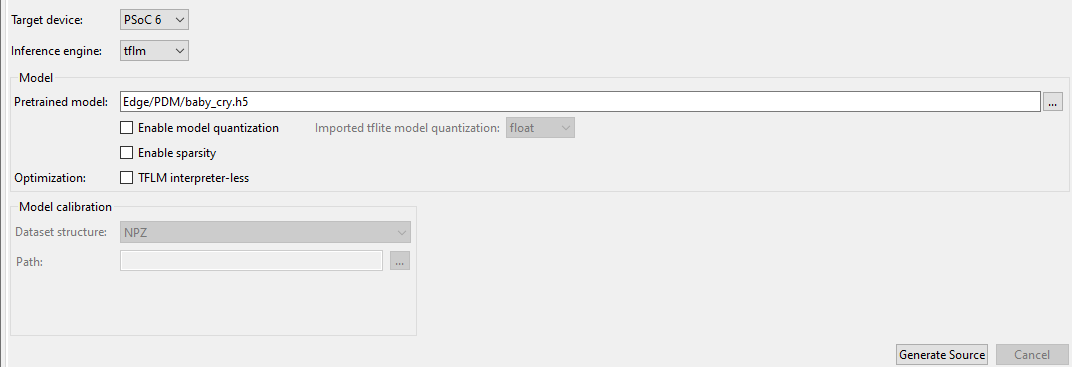 Target device: PSoC 6
Inference engine: tflm
Model
Pretrained model: Edge/PDM/baby_cry.h5 ...
Enable model quantization Imported tflite model quantization: float
Enable sparsity
Optimization: TFLM interpreter-less
Model calibration
Dataset structure: NPZ
Path: ...
Generate Source Cancel